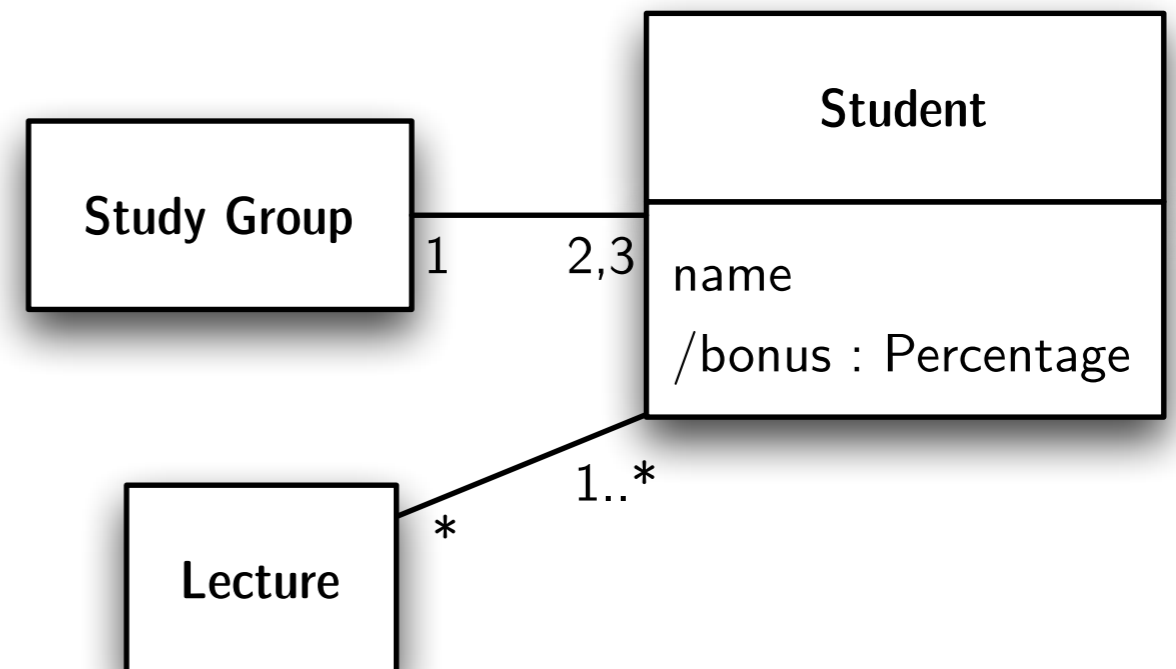 Student
Study Group
1
2,3
name
/bonus : Percentage
1..*
*
Lecture